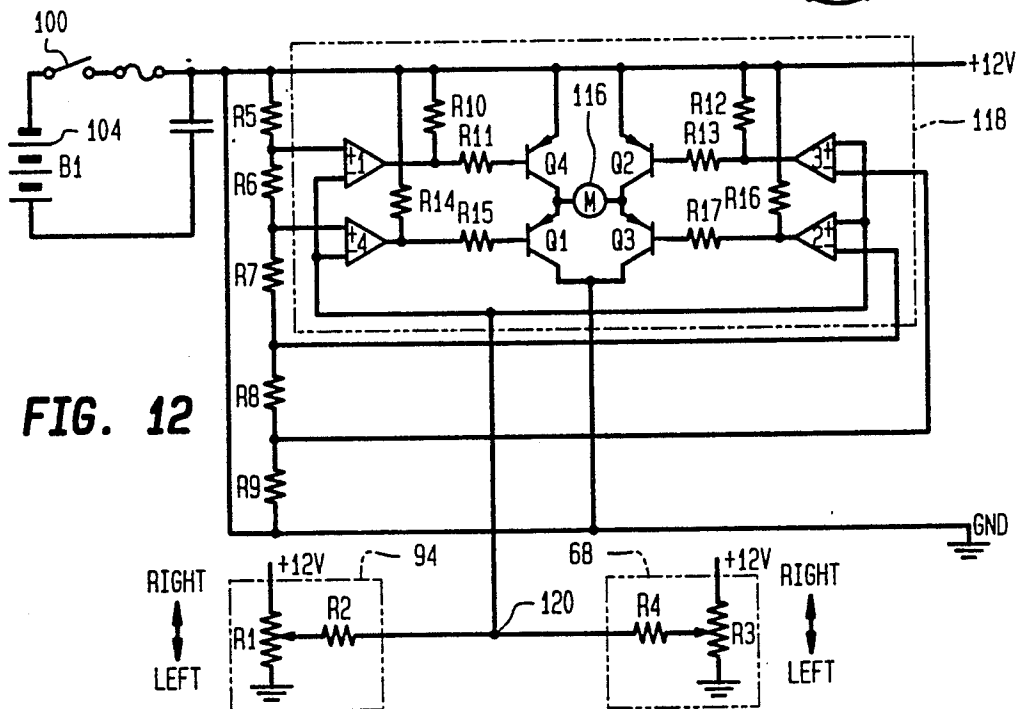 100
+12V
116
R5
R10
R12
R11
R13
118
104
+
-
1
Q4
Q2
3
+
-
B1
R6
M
R14
R16
R15
R17
+
-
4
Q1
Q3
2
+
-
R7
FIG. 12
R8
R9
GND
94
68
+12V
+12V
RIGHT
RIGHT
R2
120
R4
R1
R3
LEFT
LEFT